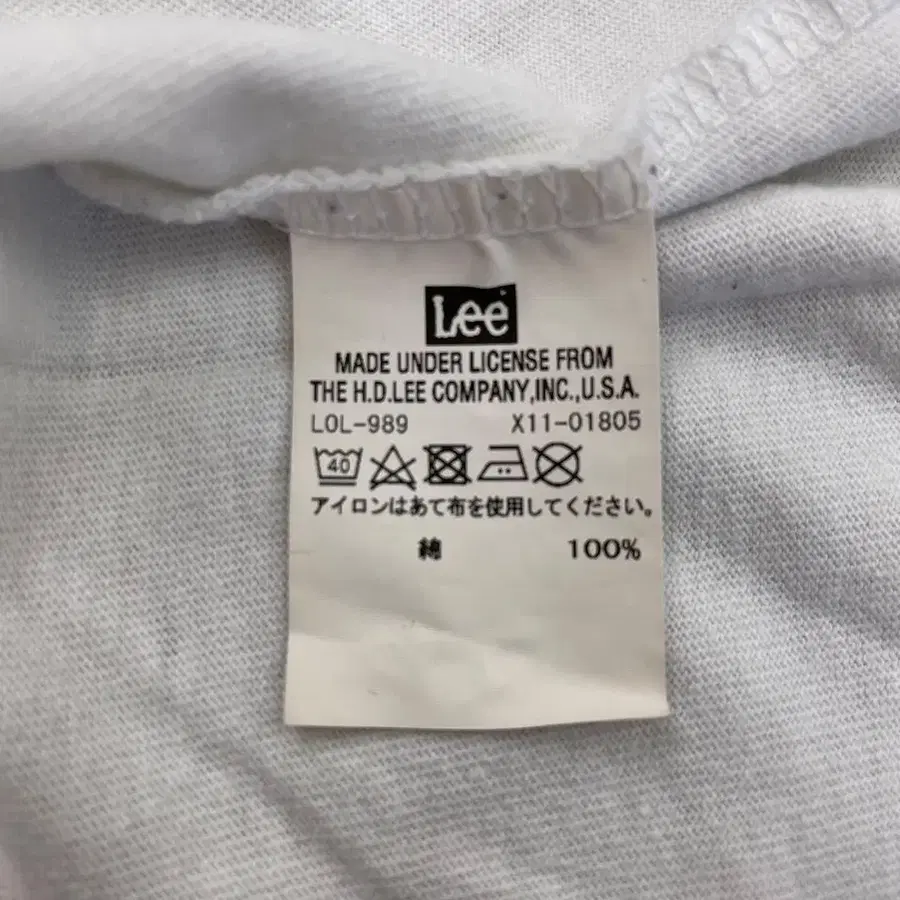 Lee
MADE UNDER LICENSE FROM
THE H.D.LEE COMPANY,INC.,U.S.A.
LOL-989 X11-01805
40
アイロンはあて布を使用してください。
綿 100%